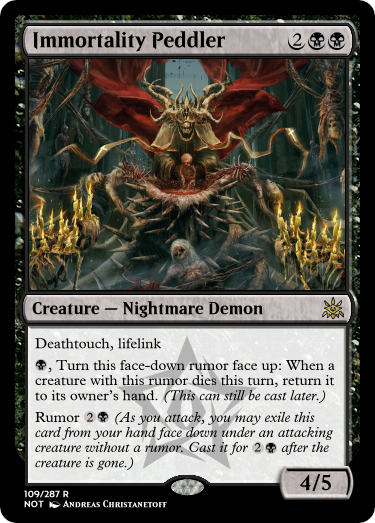 Immortality Peddler 2
Creature — Nightmare Demon
Deathtouch, lifelink
, Turn this face-down rumor face up: When a
creature with this rumor dies this turn, return it
to its owner's hand. (This can still be cast later.)
Rumor 2 (As you attack, you may exile this
card from your hand face down under an attacking
creature without a rumor. Cast it for 2 after the
creature is gone.)
4/5
109/287 R
NOT Andreas Christanetoff